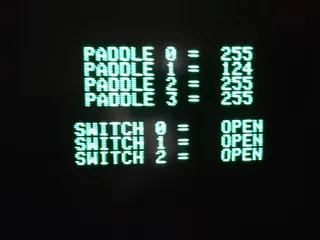 PADDLE 0 = 255
PADDLE 1 = 124
PADDLE 2 = 255
PADDLE 3 = 255
SWITCH 0 = OPEN
SWITCH 1 = OPEN
SWITCH 2 = OPEN